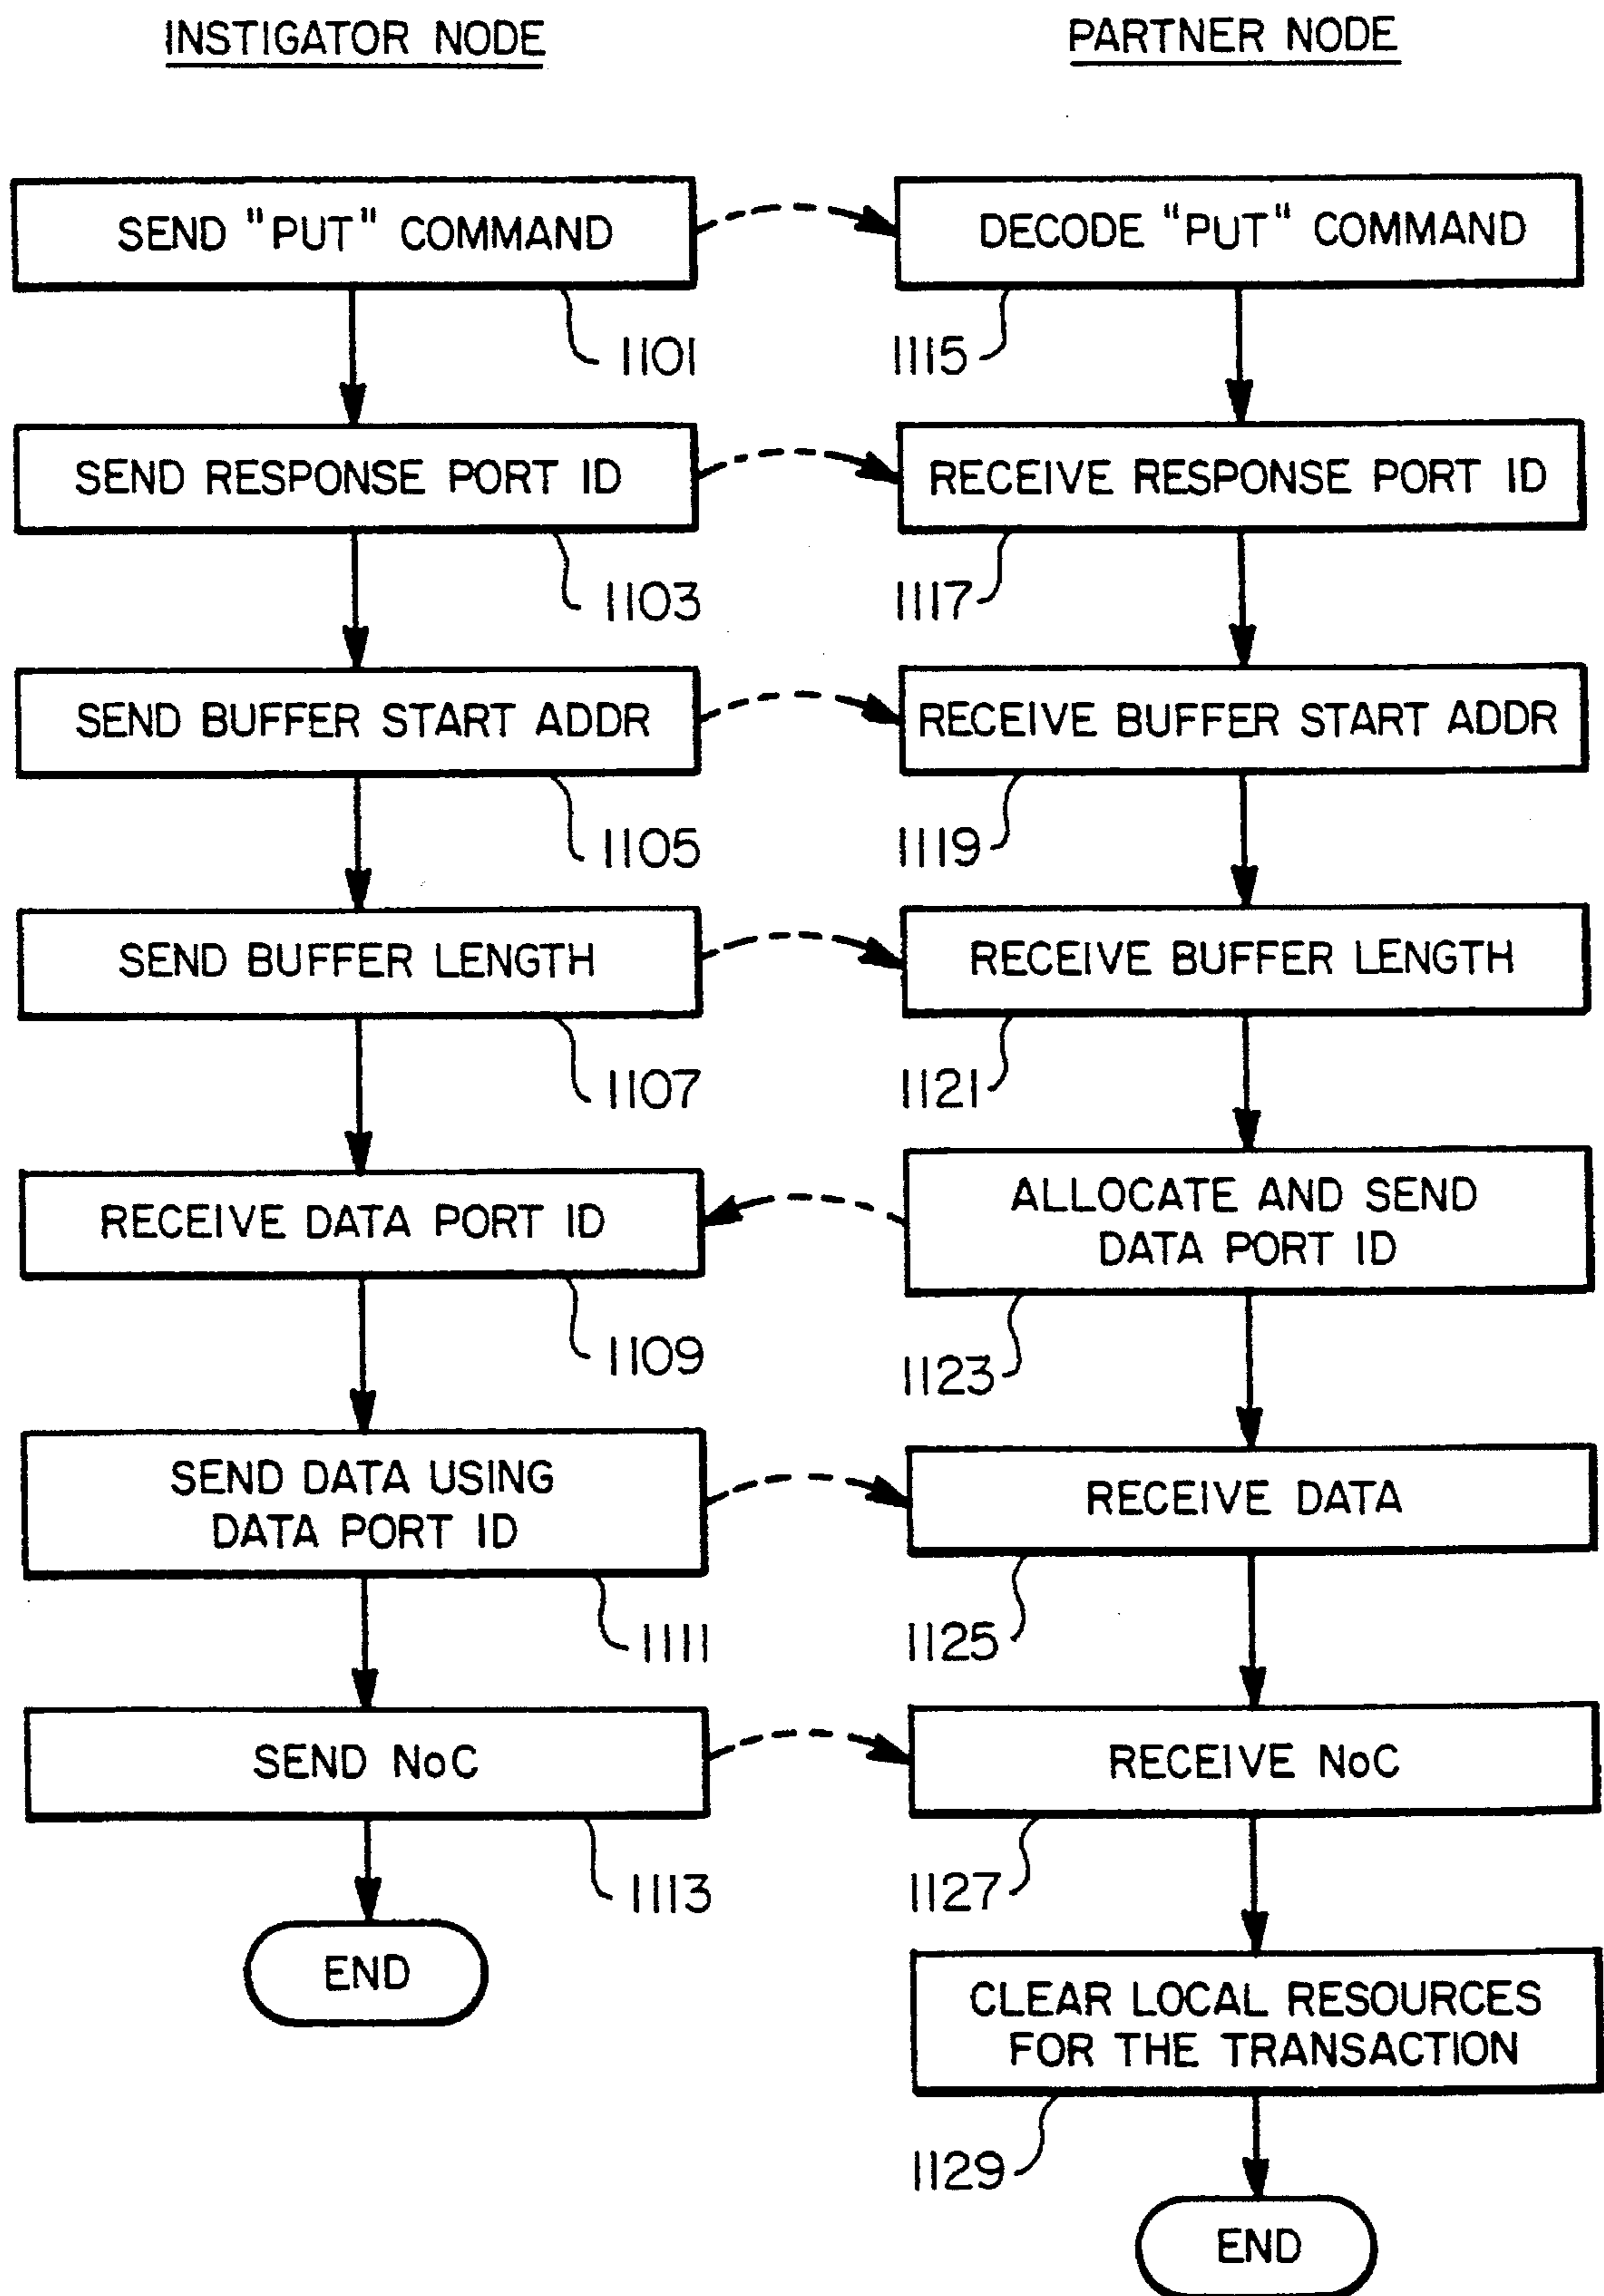 INSTIGATOR NODE
PARTNER NODE
SEND "PUT" COMMAND
DECODE "PUT" COMMAND
1101
1115
SEND RESPONSE PORT ID
RECEIVE RESPONSE PORT ID
1103
1117
SEND BUFFER START ADDR
RECEIVE BUFFER START ADDR
1105
1119
SEND BUFFER LENGTH
RECEIVE BUFFER LENGTH
1107
1121
RECEIVE DATA PORT ID
ALLOCATE AND SEND
DATA PORT ID
1109
1123
SEND DATA USING
DATA PORT ID
RECEIVE DATA
1111
1125
SEND NoC
RECEIVE NoC
1113
1127
END
CLEAR LOCAL RESOURCES
FOR THE TRANSACTION
1129
END